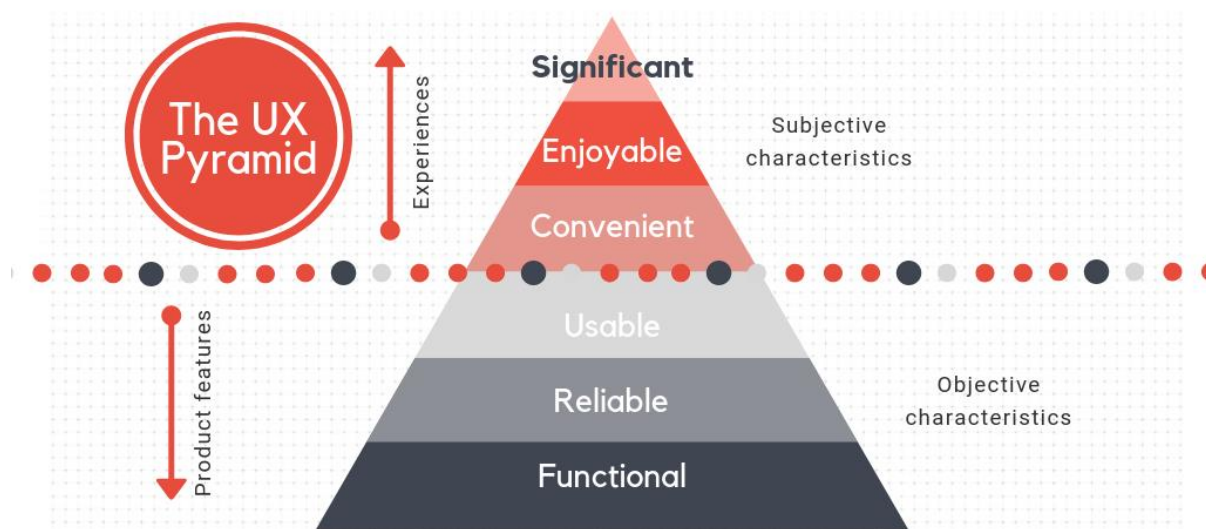 The UX
Pyramid
Experiences
Significant
Enjoyable
Convenient
Subjective
characteristics
Product features
Usable
Reliable
Functional
Objective
characteristics